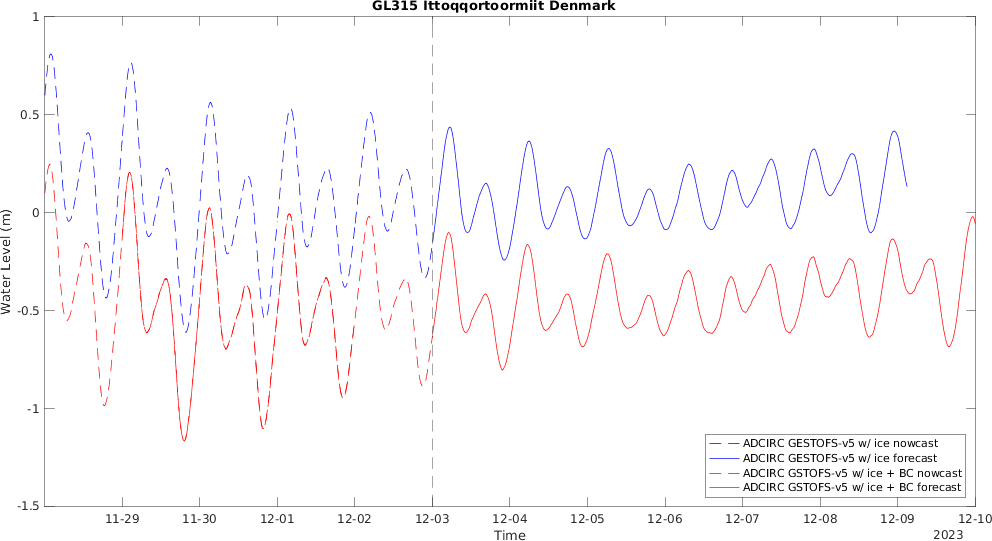 GL315 Ittoqqortoormiit Denmark
1
0.5
0
-0.5
-1
-1.5
Water Level (m)
11-29 11-30 12-01 12-02 12-03 12-04 12-05 12-06 12-07 12-08 12-09 12-10
Time
2023
ADCIRC GESTOFS-v5 w/ ice nowcast
ADCIRC GESTOFS-v5 w/ ice forecast
ADCIRC GSTOFS-v5 w/ ice + BC nowcast
ADCIRC GSTOFS-v5 w/ ice + BC forecast